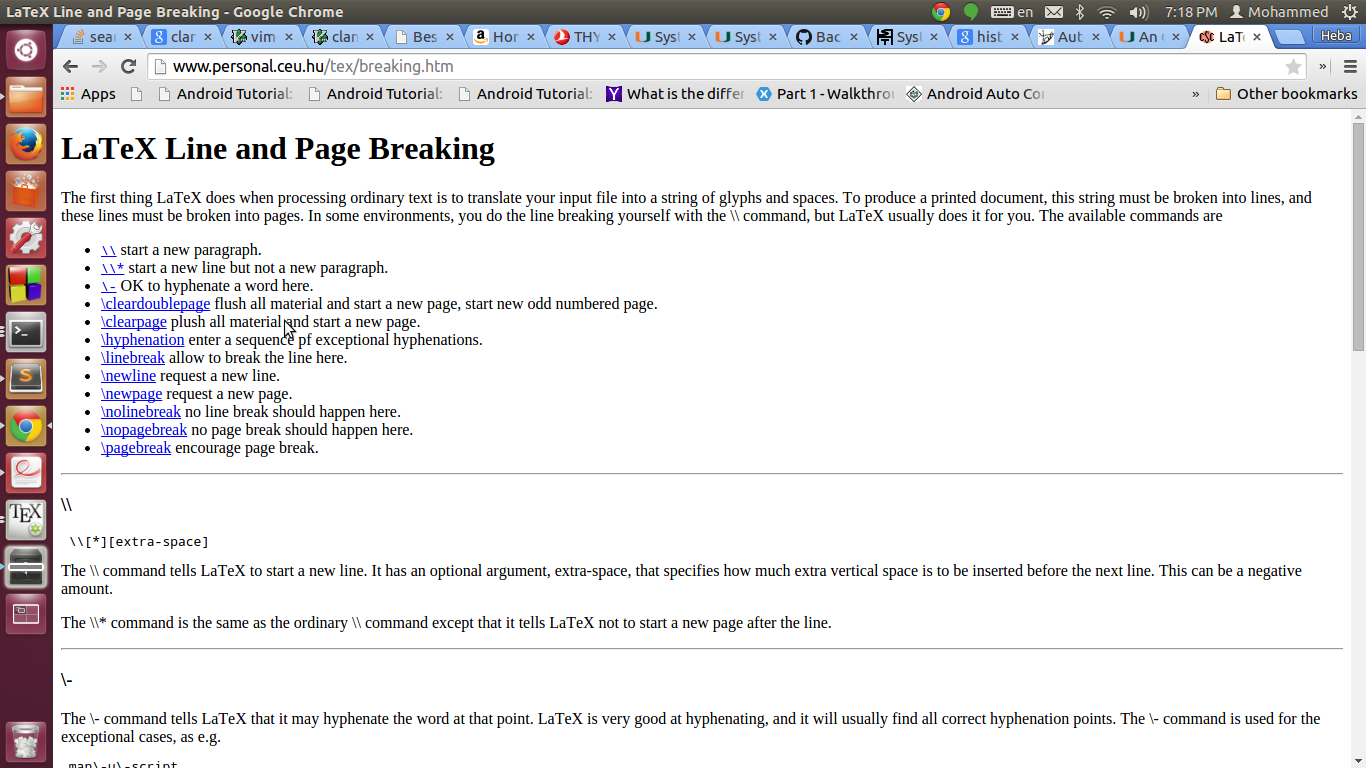 LaTeX Line and Page Breaking - Google Chrome
en
7:18 PM
Mohammed
sear
clan
vim
clan
Bes
Hor
THY
Syst
Syst
Bac
Sysl
hist
Aut
An
LaTe
Heba
www.personal.ceu.hu/tex/breaking.htm
»
Apps
Android Tutorial:
Android Tutorial:
Android Tutorial:
What is the differ
Part 1 - Walkthro
Android Auto Co
»
Other bookmarks
LaTeX Line and Page Breaking
The first thing LaTeX does when processing ordinary text is to translate your input file into a string of glyphs and spaces. To produce a printed document, this string must be broken into lines, and
these lines must be broken into pages. In some environments, you do the line breaking yourself with the \\ command, but LaTeX usually does it for you. The available commands are
• \\ start a new paragraph.
• \\* start a new line but not a new paragraph.
• \- OK to hyphenate a word here.
• \cleardoublepage flush all material and start a new page, start new odd numbered page.
• \clearpage plush all material and start a new page.
• \hyphenation enter a sequence pf exceptional hyphenations.
• \linebreak allow to break the line here.
• \newline request a new line.
• \newpage request a new page.
• \nolinebreak no line break should happen here.
• \nopagebreak no page break should happen here.
• \pagebreak encourage page break.
\\
\\[*][extra-space]
The \\ command tells LaTeX to start a new line. It has an optional argument, extra-space, that specifies how much extra vertical space is to be inserted before the next line. This can be a negative
amount.
The \\* command is the same as the ordinary \\ command except that it tells LaTeX not to start a new page after the line.
\-
The \- command tells LaTeX that it may hyphenate the word at that point. LaTeX is very good at hyphenating, and it will usually find all correct hyphenation points. The \- command is used for the
exceptional cases, as e.g.
man\-u\-script
TEX